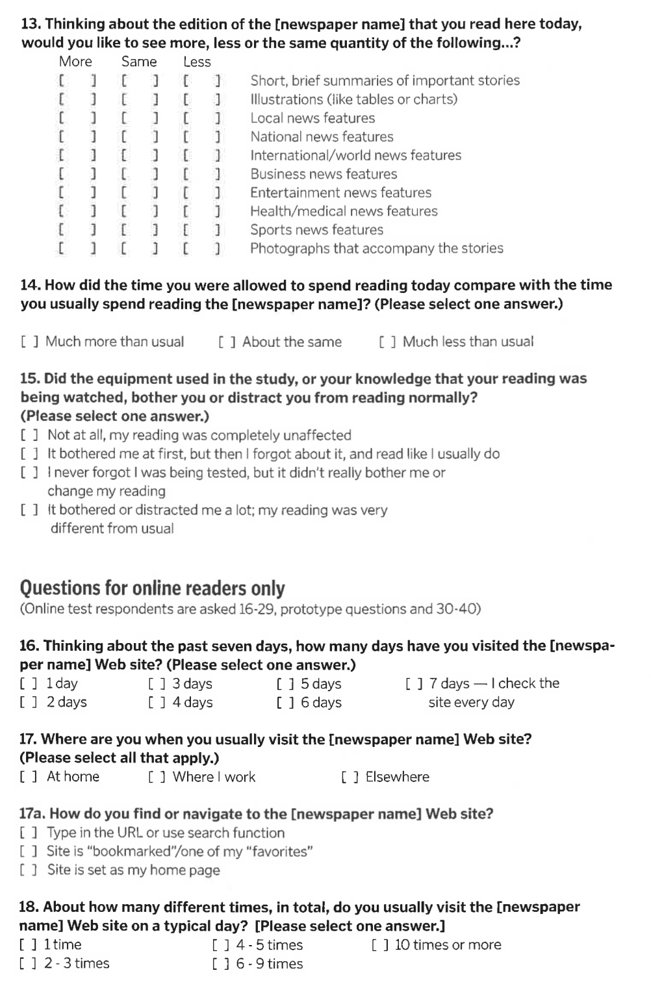 13. Thinking about the edition of the [newspaper name] that you read here today,
would you like to see more, less or the same quantity of the following...?
More Same Less
[ ] [ ] [ ] Short, brief summaries of important stories
[ ] [ ] [ ] Illustrations (like tables or charts)
[ ] [ ] [ ] Local news features
[ ] [ ] [ ] National news features
[ ] [ ] [ ] International/world news features
[ ] [ ] [ ] Business news features
[ ] [ ] [ ] Entertainment news features
[ ] [ ] [ ] Health/medical news features
[ ] [ ] [ ] Sports news features
[ ] [ ] [ ] Photographs that accompany the stories
14. How did the time you were allowed to spend reading today compare with the time
you usually spend reading the [newspaper name]? (Please select one answer.)
[ ] Much more than usual [ ] About the same [ ] Much less than usual
15. Did the equipment used in the study, or your knowledge that your reading was
being watched, bother you or distract you from reading normally?
(Please select one answer.)
[ ] Not at all, my reading was completely unaffected
[ ] It bothered me at first, but then I forgot about it, and read like I usually do
[ ] I never forgot I was being tested, but it didn't really bother me or
change my reading
[ ] It bothered or distracted me a lot; my reading was very
different from usual
Questions for online readers only
(Online test respondents are asked 16-29, prototype questions and 30-40)
16. Thinking about the past seven days, how many days have you visited the [newspa-
per name] Web site? (Please select one answer.)
[ ] 1 day [ ] 3 days [ ] 5 days [ ] 7 days — I check the
[ ] 2 days [ ] 4 days [ ] 6 days site every day
17. Where are you when you usually visit the [newspaper name] Web site?
(Please select all that apply.)
[ ] At home [ ] Where I work [ ] Elsewhere
17a. How do you find or navigate to the [newspaper name] Web site?
[ ] Type in the URL or use search function
[ ] Site is “bookmarked”/one of my “favorites”
[ ] Site is set as my home page
18. About how many different times, in total, do you usually visit the [newspaper
name] Web site on a typical day? [Please select one answer.]
[ ] 1 time [ ] 4 - 5 times [ ] 10 times or more
[ ] 2 - 3 times [ ] 6 - 9 times